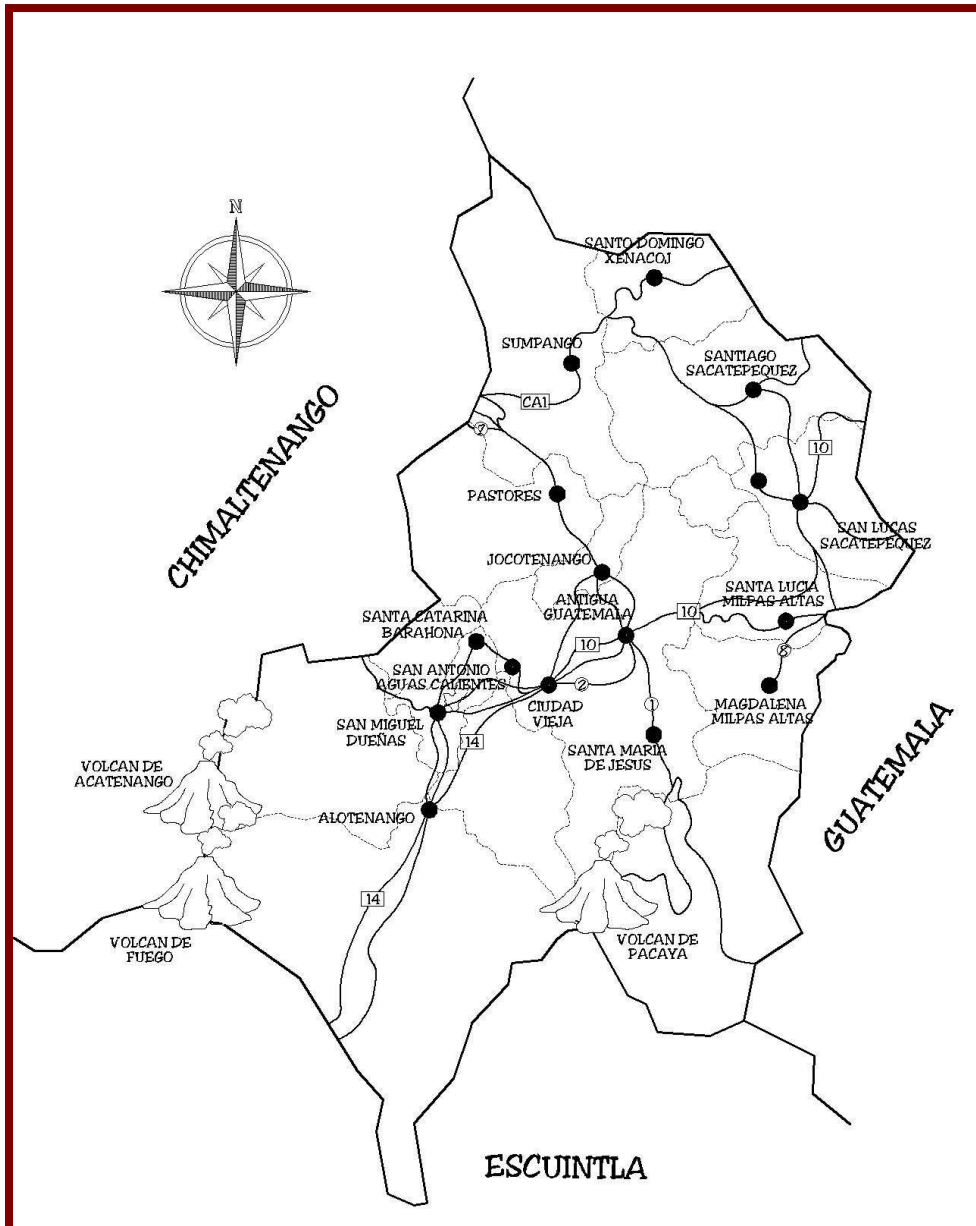 N
SANTO DOMINGO
XENACOJ
SUMPANGO
SANTIAGO
SACATEPEQUEZ
CA1
7
10
PASTORES
SAN LUCAS
SACATEPEQUEZ
JOCOTENANGO
CHIMALTENANGO
SANTA LUCIA
MILPAS ALTAS
ANTIGUA
GUATEMALA
10
SANTA CATARINA
BARAHONA
10
8
SAN ANTONIO
AGUAS CALIENTES
2
CIUDAD
VIEJA
1
MAGDALENA
MILPAS ALTAS
SAN MIGUEL
DUEÑAS
14
SANTA MARIA
DE JESUS
VOLCAN DE
ACATENANGO
GUATEMALA
ALOTENANGO
14
VOLCAN DE
FUEGO
VOLCAN DE
PACAYA
ESCUINTLA